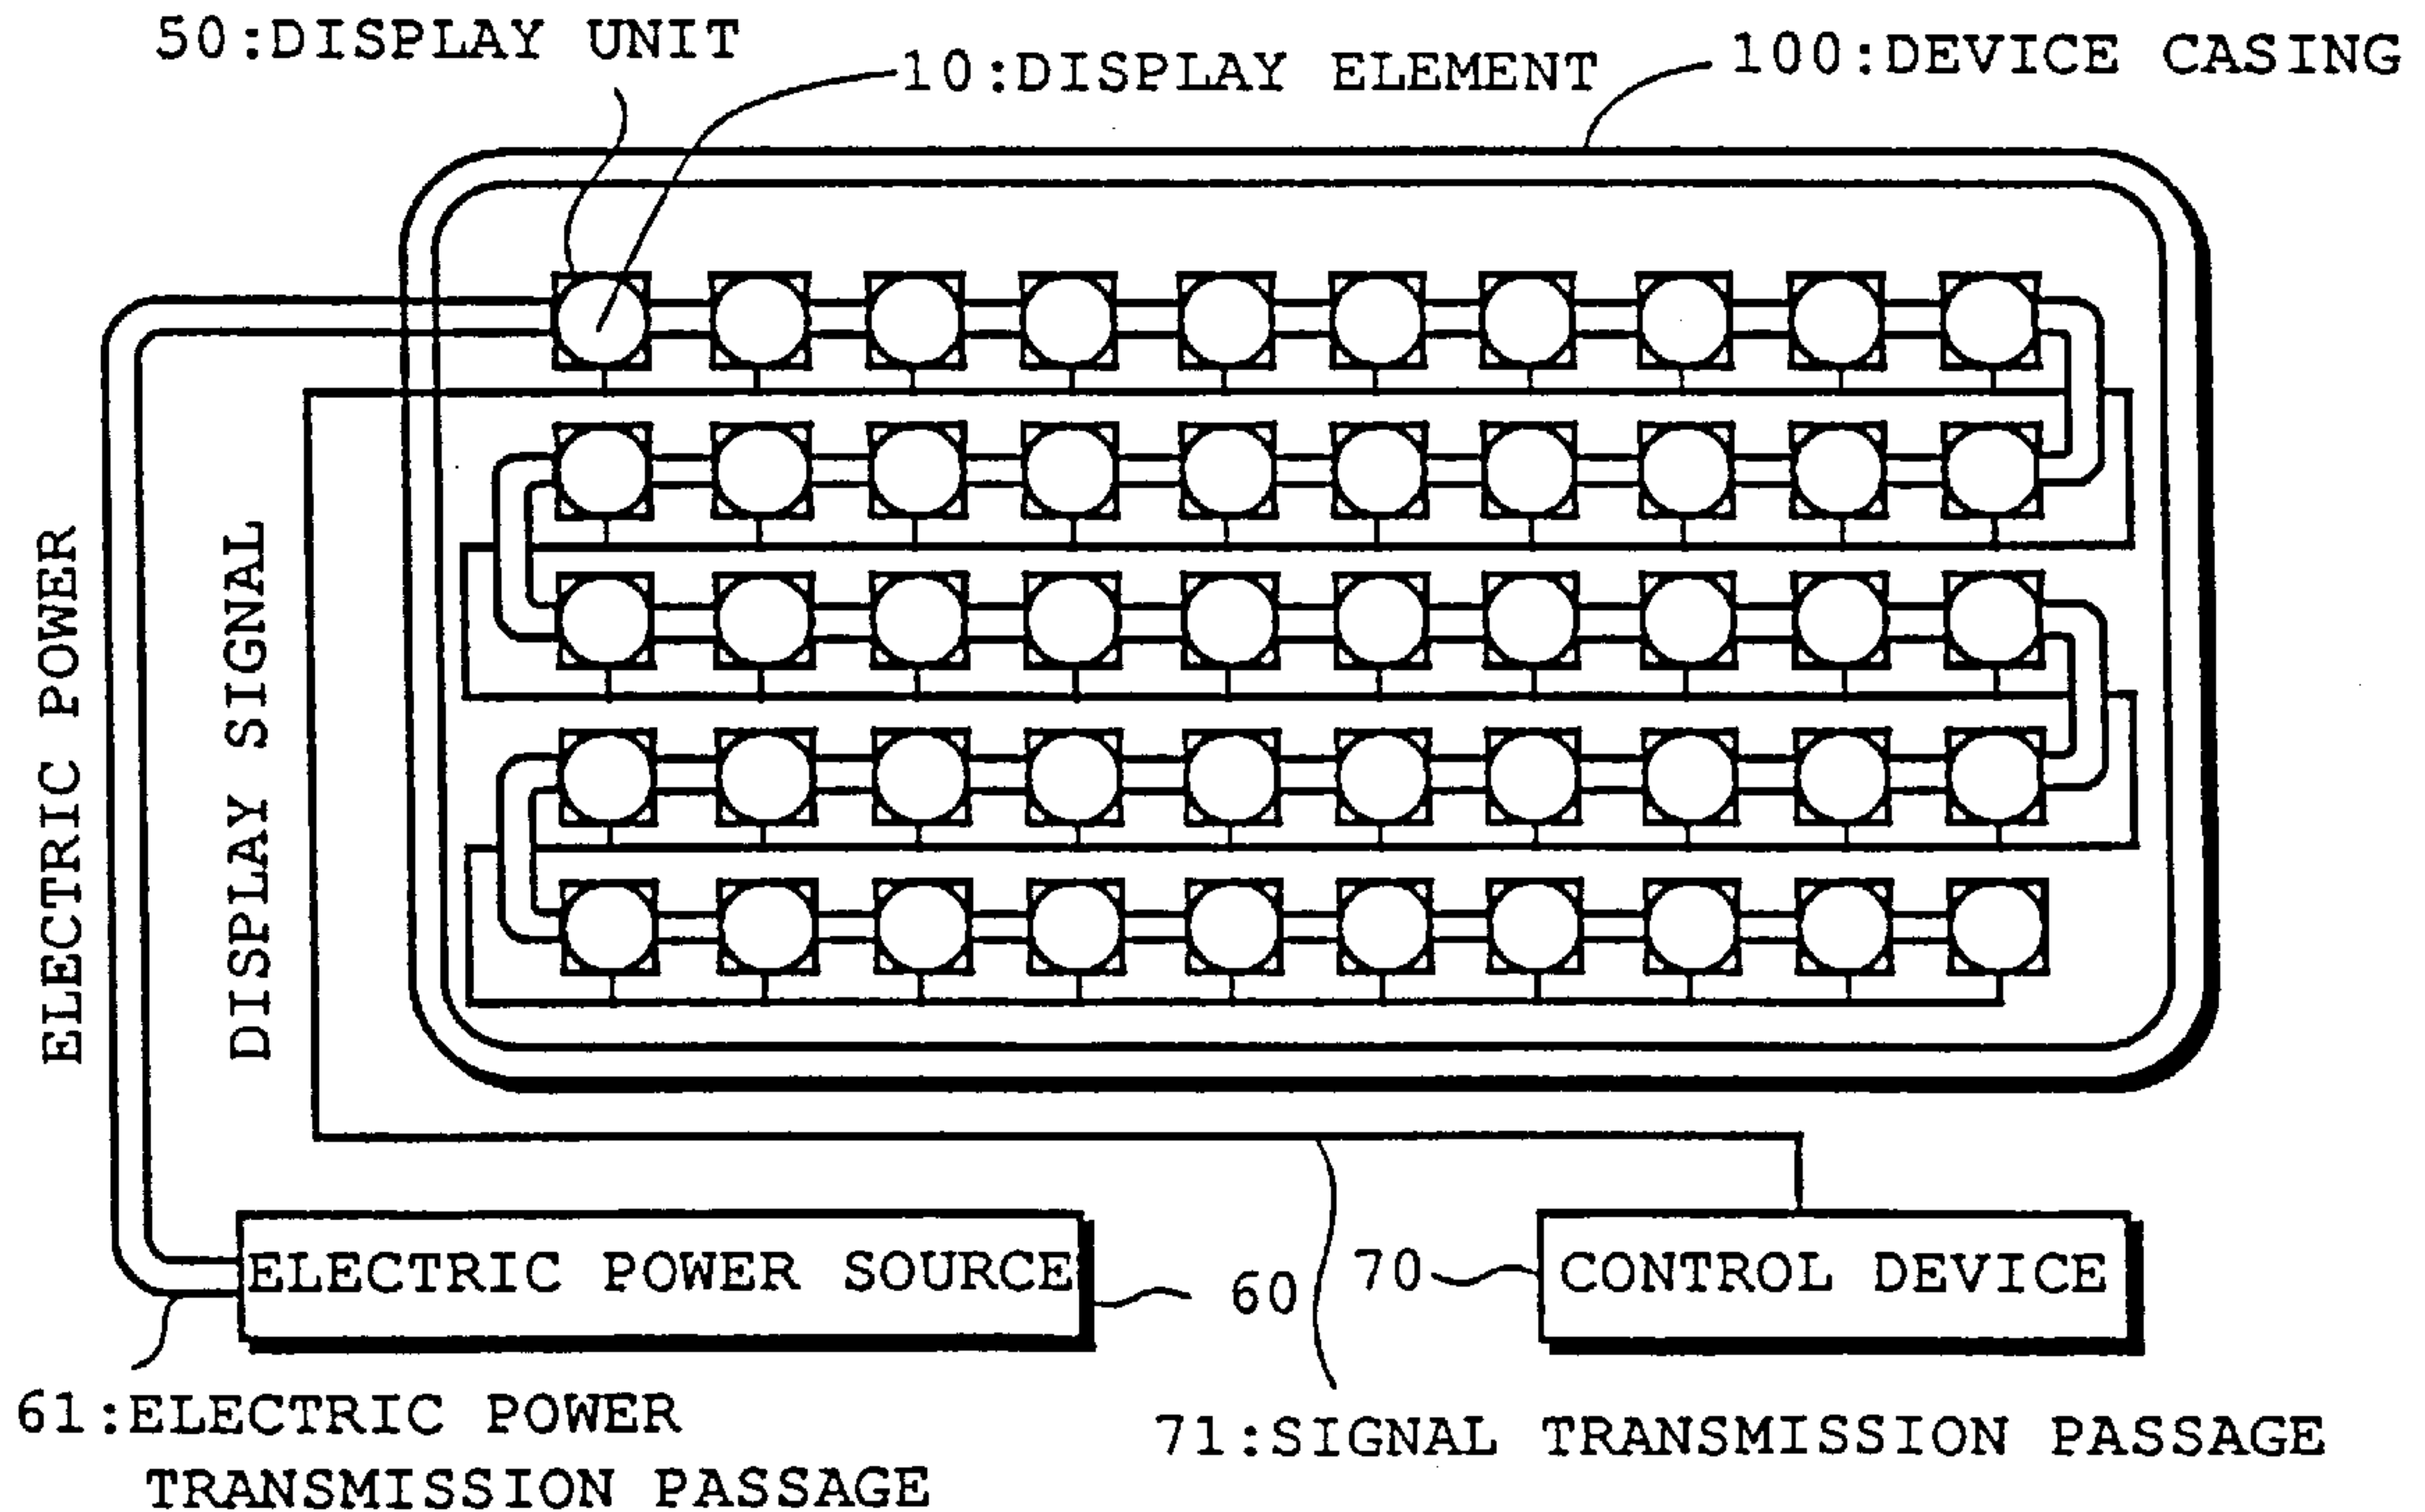 50:DISPLAY UNIT
10:DISPLAY ELEMENT
100:DEVICE CASING
ELECTRIC POWER
DISPLAY SIGNAL
ELECTRIC POWER SOURCE
60
70
CONTROL DEVICE
61:ELECTRIC POWER
TRANSMISSION PASSAGE
71:SIGNAL TRANSMISSION PASSAGE